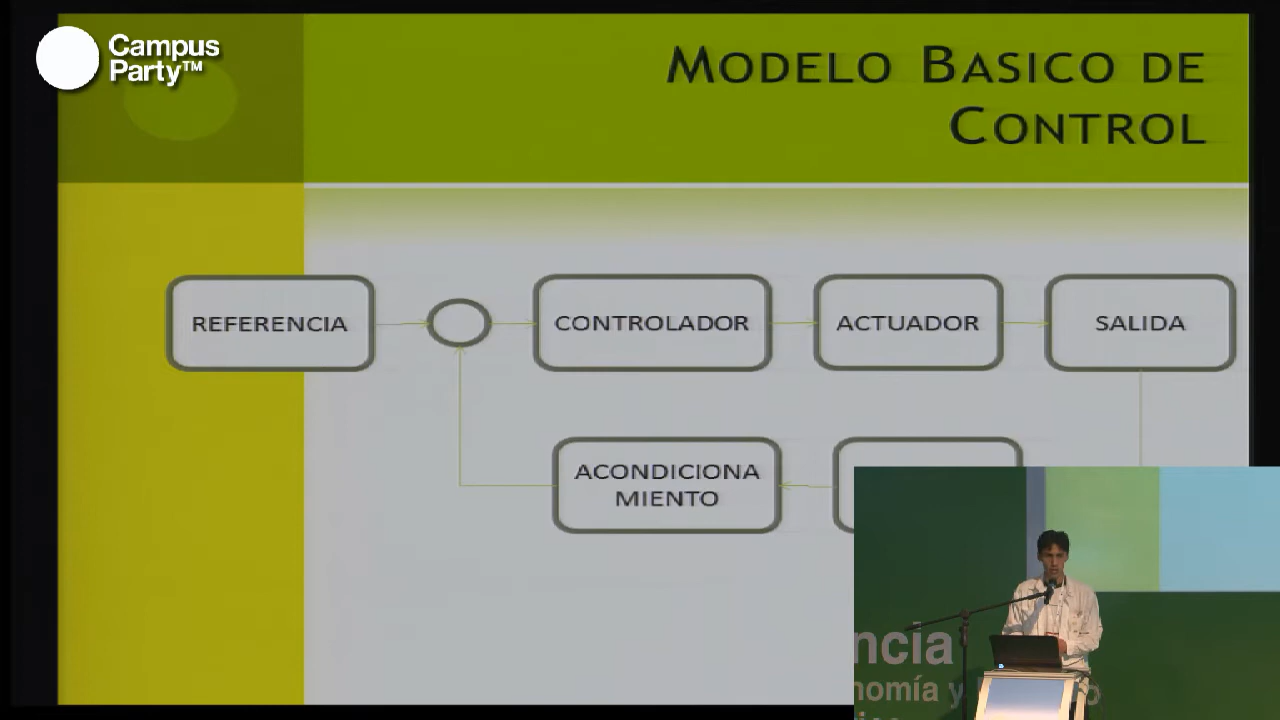 Campus
Party™
MODELO BASICO DE
CONTROL
REFERENCIA
CONTROLADOR
ACTUADOR
SALIDA
ACONDICIONA
MIENTO
ncia
nomía y